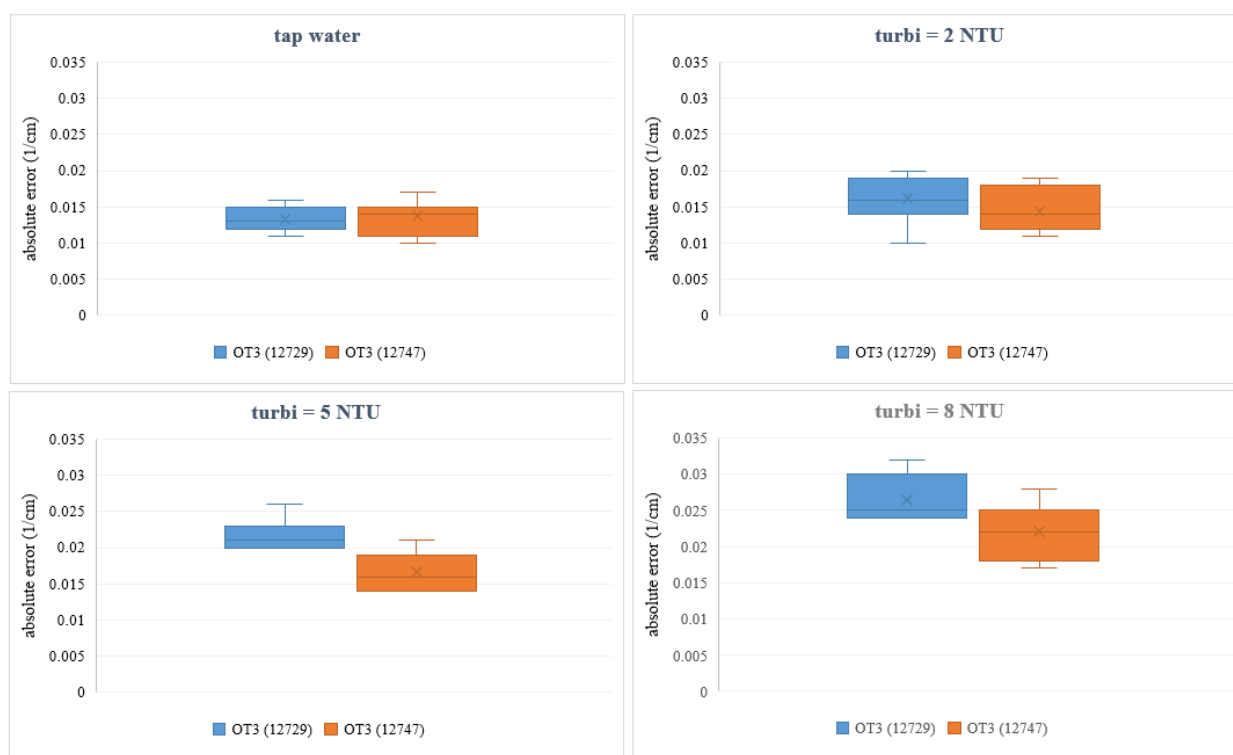 tap water
0.035
0.03
0.025
0.02
0.015
0.01
0.005
0
absolute error (1/cm)
OT3 (12729) OT3 (12747)
turbi = 2 NTU
0.035
0.03
0.025
0.02
0.015
0.01
0.005
0
absolute error (1/cm)
OT3 (12729) OT3 (12747)
turbi = 5 NTU
0.035
0.03
0.025
0.02
0.015
0.01
0.005
0
absolute error (1/cm)
OT3 (12729) OT3 (12747)
turbi = 8 NTU
0.035
0.03
0.025
0.02
0.015
0.01
0.005
0
absolute error (1/cm)
OT3 (12729) OT3 (12747)